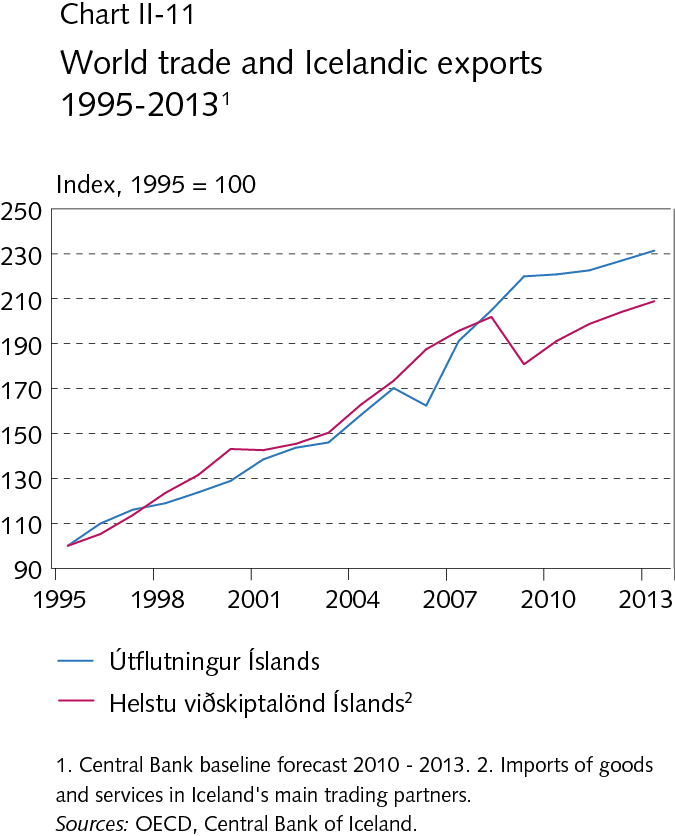 Chart II-11
World trade and Icelandic exports
1995-2013¹
Index, 1995 = 100
250
230
210
190
170
150
130
110
90
1995 1998 2001 2004 2007 2010 2013
Útflutningur Íslands
Helstu viðskiptalönd Íslands²
1. Central Bank baseline forecast 2010 - 2013. 2. Imports of goods
and services in Iceland's main trading partners.
Sources: OECD, Central Bank of Iceland.